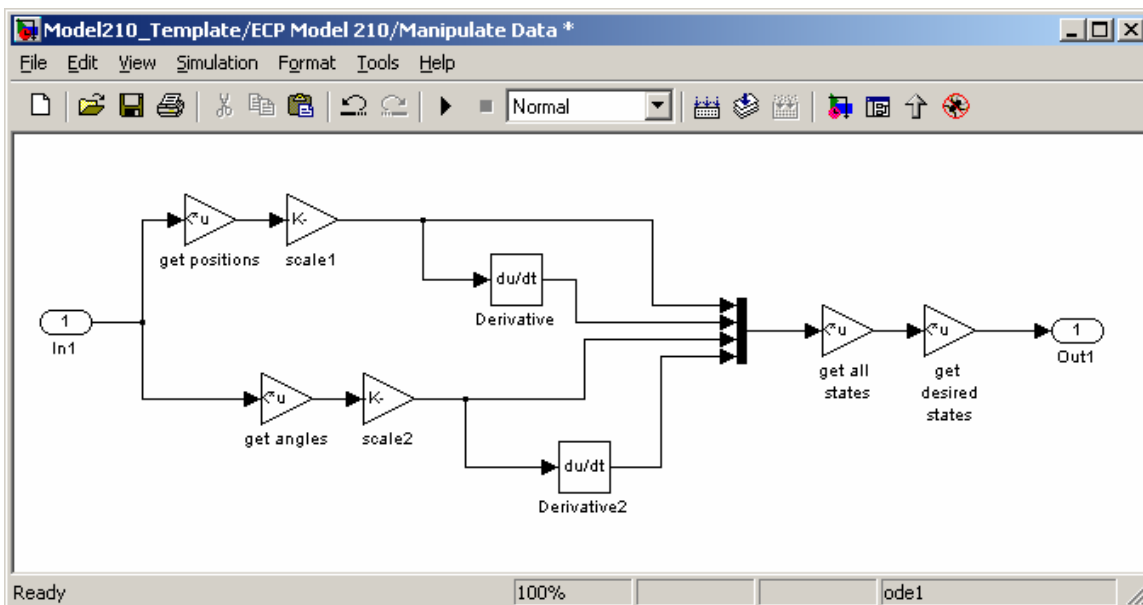 Model210_Template/ECP Model 210/Manipulate Data *
File Edit View Simulation Format Tools Help
Normal
u
K-
get positions
scale1
du/dt
Derivative
1
In1
u
u
1
Out1
get all
states
get
desired
states
u
K-
get angles
scale2
du/dt
Derivative2
Ready 100% ode1